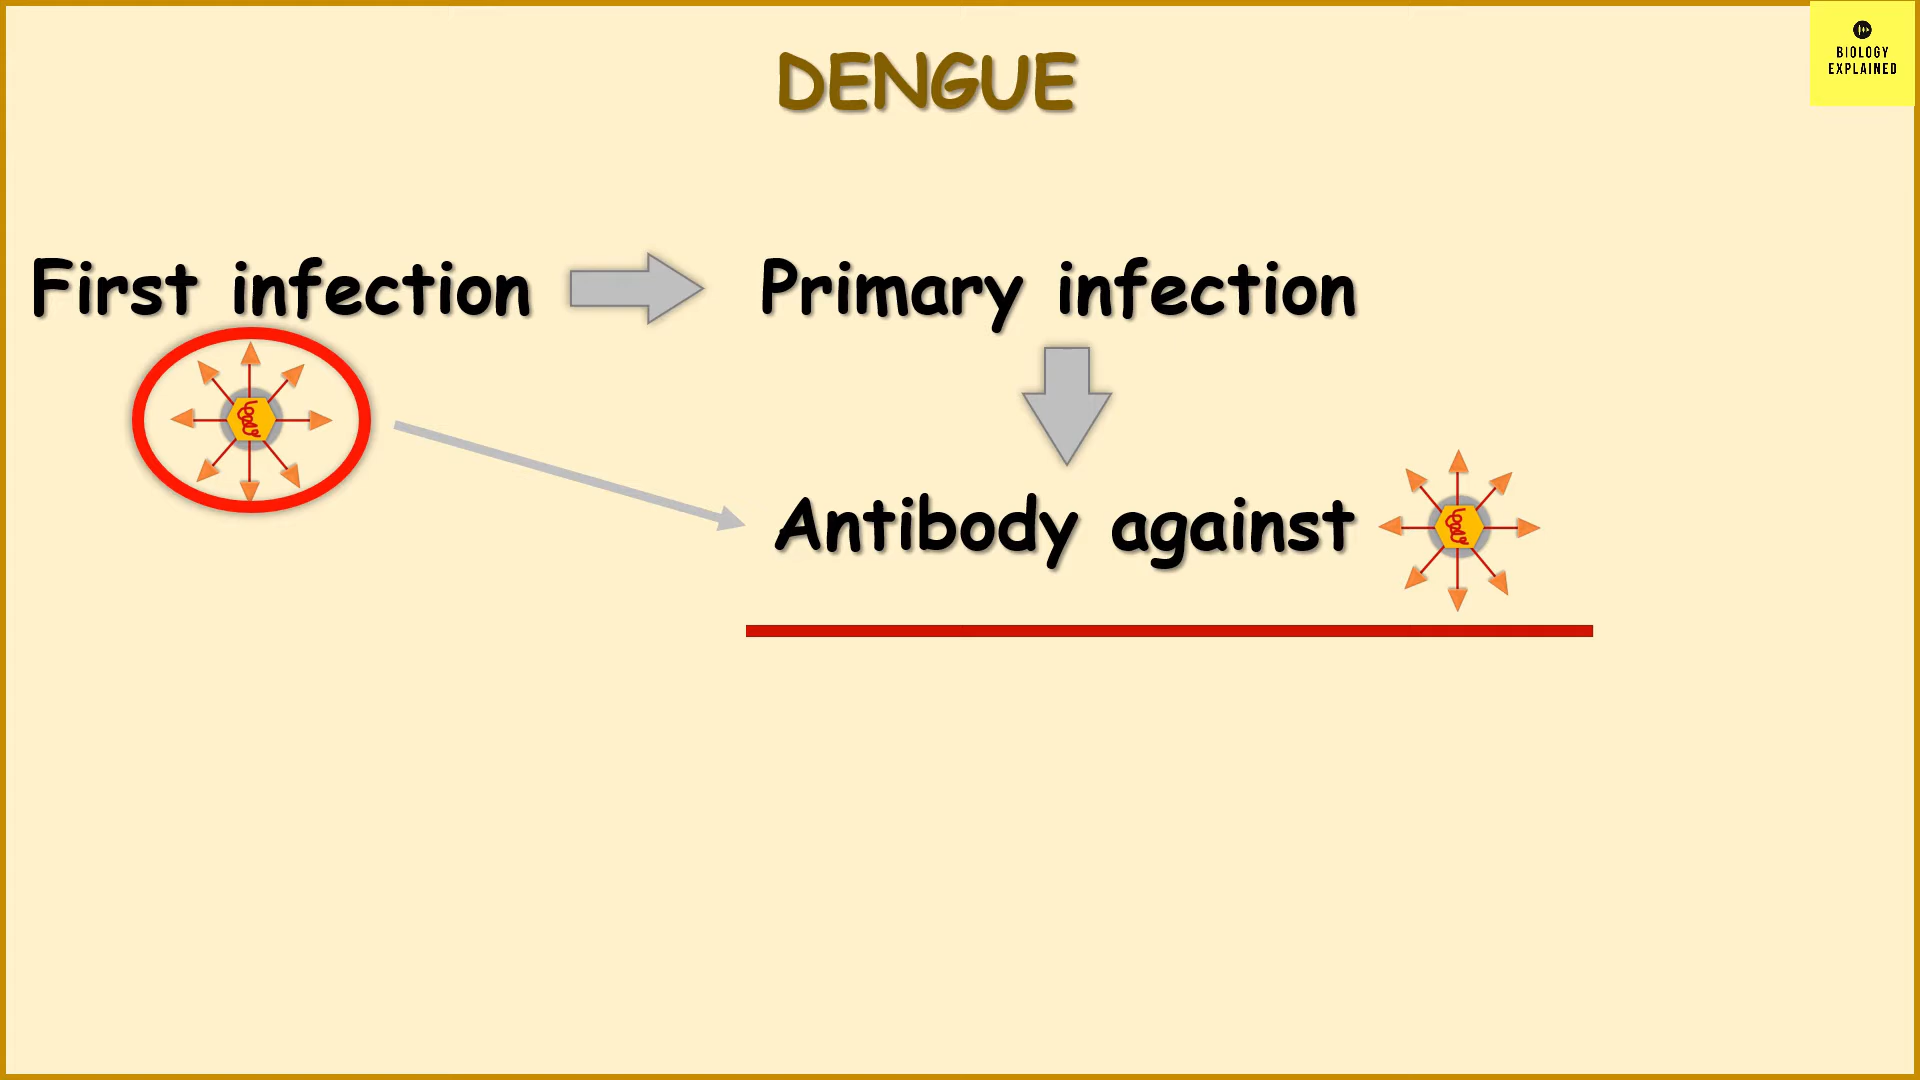 DENGUE
BIOLOGY
EXPLAINED
First infection
Primary infection
Antibody against